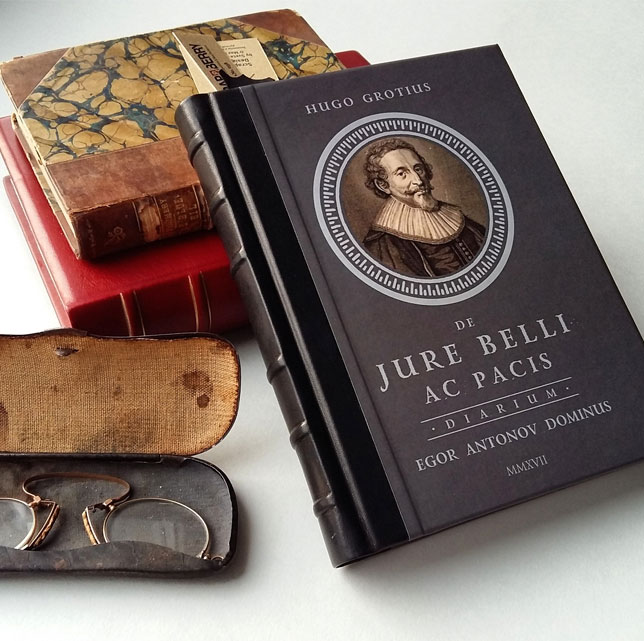 HUGO GROTIUS
DE
JURE BELLI
AC PACIS
· DIARIUM ·
EGOR ANTONOV DOMINUS
MMXVII